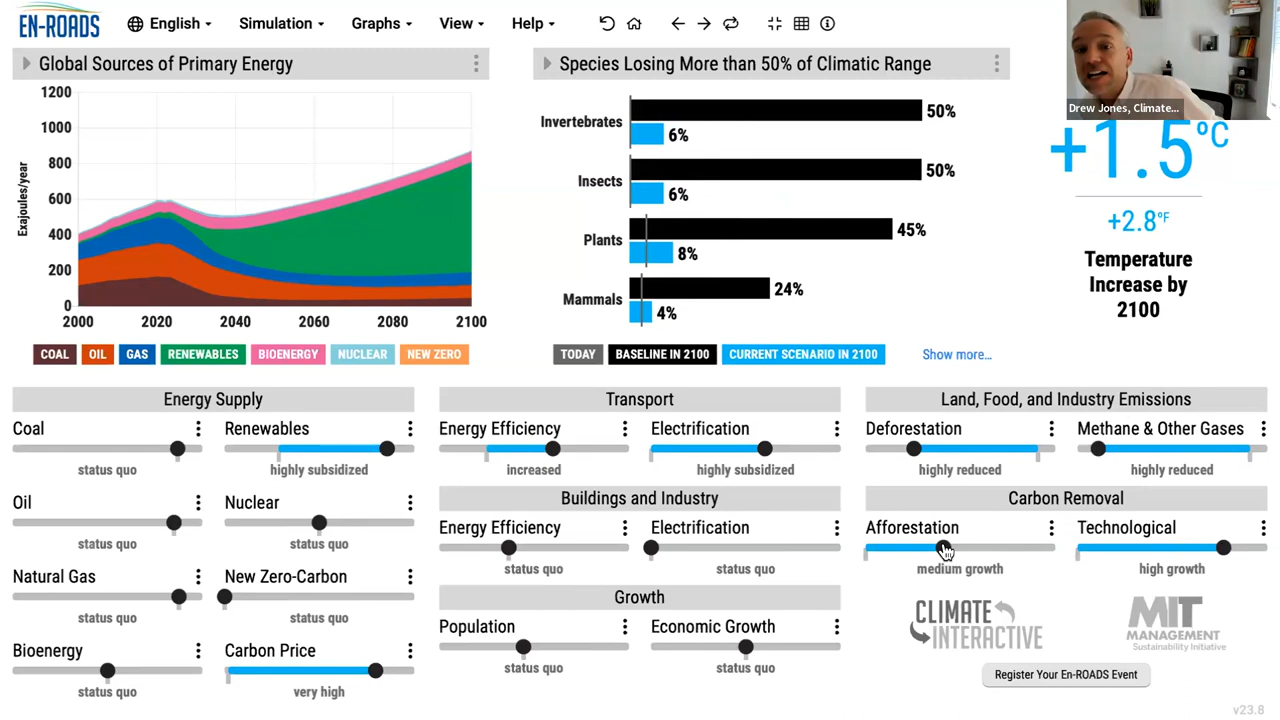 EN-ROADS
English
Simulation
Graphs
View
Help
Drew Jones, Climate...
Global Sources of Primary Energy
Exajoules/year
1200
1000
800
600
400
200
0
2000 2020 2040 2060 2080 2100
COAL OIL GAS RENEWABLES BIOENERGY NUCLEAR NEW ZERO
Species Losing More than 50% of Climatic Range
Invertebrates 50%
6%
Insects 50%
6%
Plants 45%
8%
Mammals 24%
4%
TODAY BASELINE IN 2100 CURRENT SCENARIO IN 2100 Show more...
+1.5°C
+2.8°F
Temperature
Increase by
2100
Energy Supply
Coal
status quo
Renewables
highly subsidized
Oil
status quo
Nuclear
status quo
Natural Gas
status quo
New Zero-Carbon
status quo
Bioenergy
status quo
Carbon Price
very high
Transport
Energy Efficiency
increased
Electrification
highly subsidized
Buildings and Industry
Energy Efficiency
status quo
Electrification
status quo
Growth
Population
status quo
Economic Growth
status quo
Land, Food, and Industry Emissions
Deforestation
highly reduced
Methane & Other Gases
highly reduced
Carbon Removal
Afforestation
medium growth
Technological
high growth
CLIMATE
INTERACTIVE
MIT
MANAGEMENT
Sustainability Initiative
Register Your En-ROADS Event
v23.8